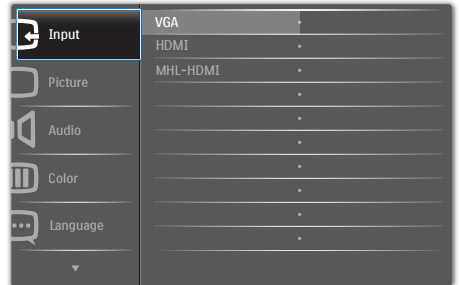 Input
Picture
Audio
Color
Language
VGA
HDMI
MHL-HDMI